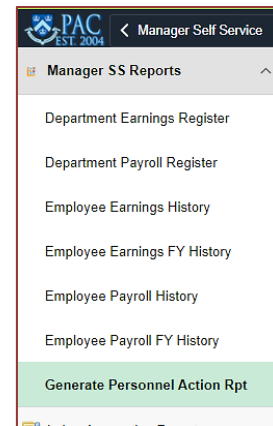 PAC
EST. 2004
Manager Self Service
Manager SS Reports
Department Earnings Register
Department Payroll Register
Employee Earnings History
Employee Earnings FY History
Employee Payroll History
Employee Payroll FY History
Generate Personnel Action Rpt